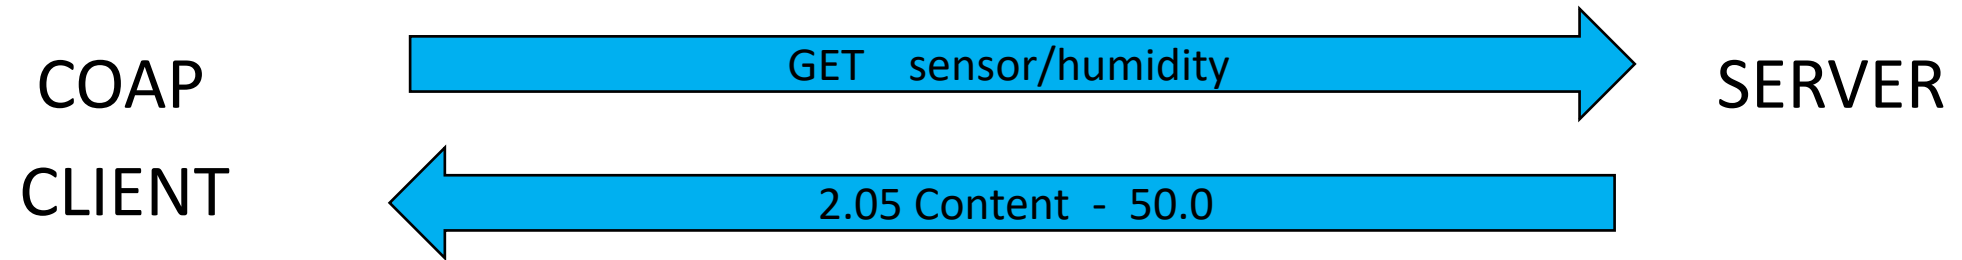 COAP
CLIENT
GET sensor/humidity
2.05 Content - 50.0
SERVER